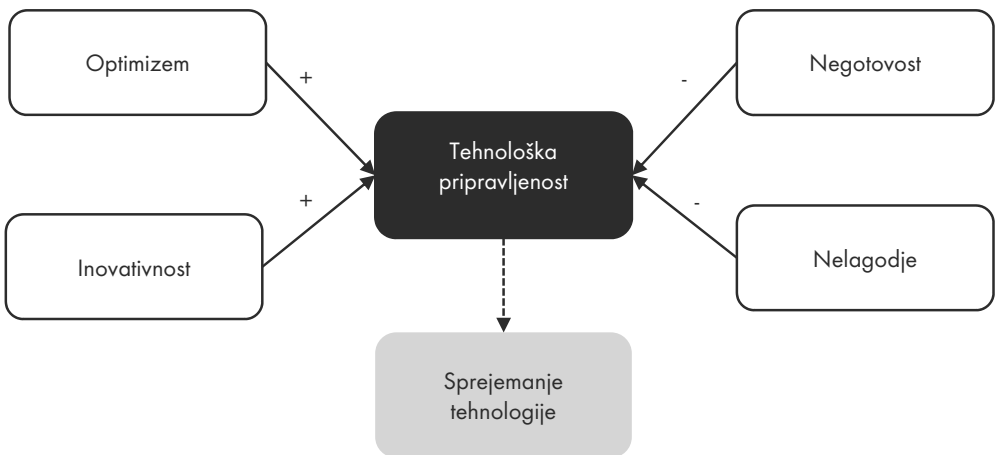 Optimizem
Negotovost
+
-
Tehnološka
pripravljenost
+
-
Inovativnost
Nelagodje
Sprejemanje
tehnologije